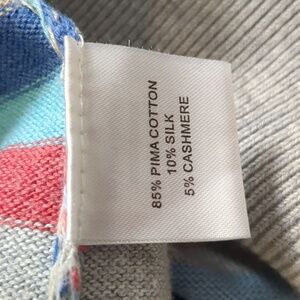 85% PIMA COTTON
10% SILK
5% CASHMERE